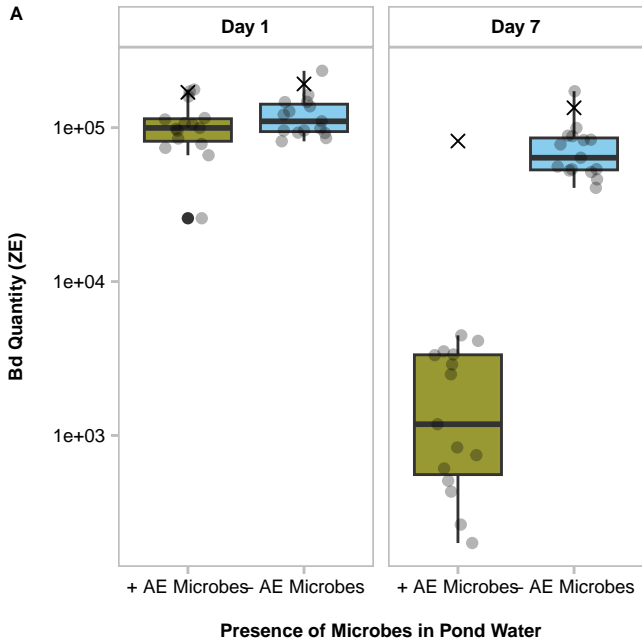 A
Day 1
Day 7
Bd Quantity (ZE)
1e+05
1e+04
1e+03
+ AE Microbes
− AE Microbes
+ AE Microbes
− AE Microbes
Presence of Microbes in Pond Water